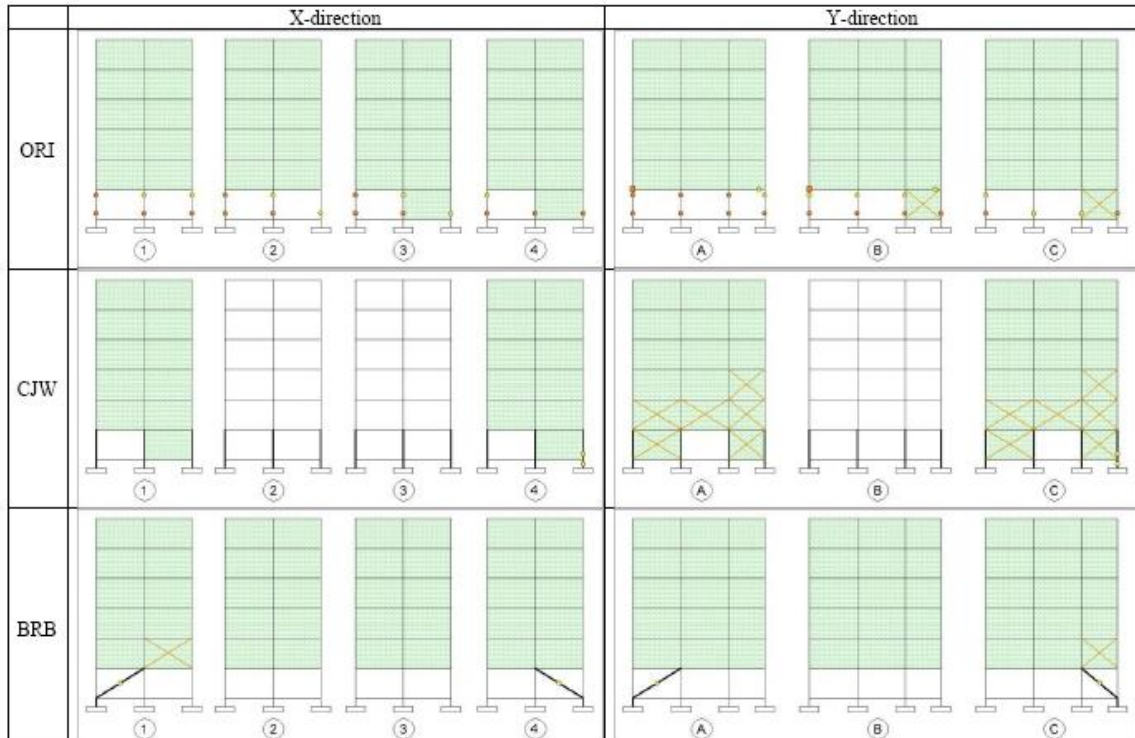 X-direction Y-direction
ORI
1 2 3 4 A B C
CJW
1 2 3 4 A B C
BRB
1 2 3 4 A B C